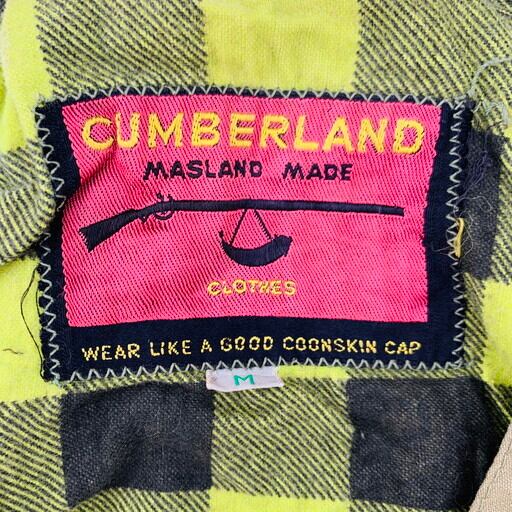 CUMBERLAND
MASLAND MADE
CLOTHES
WEAR LIKE A GOOD COONSKIN CAP
M